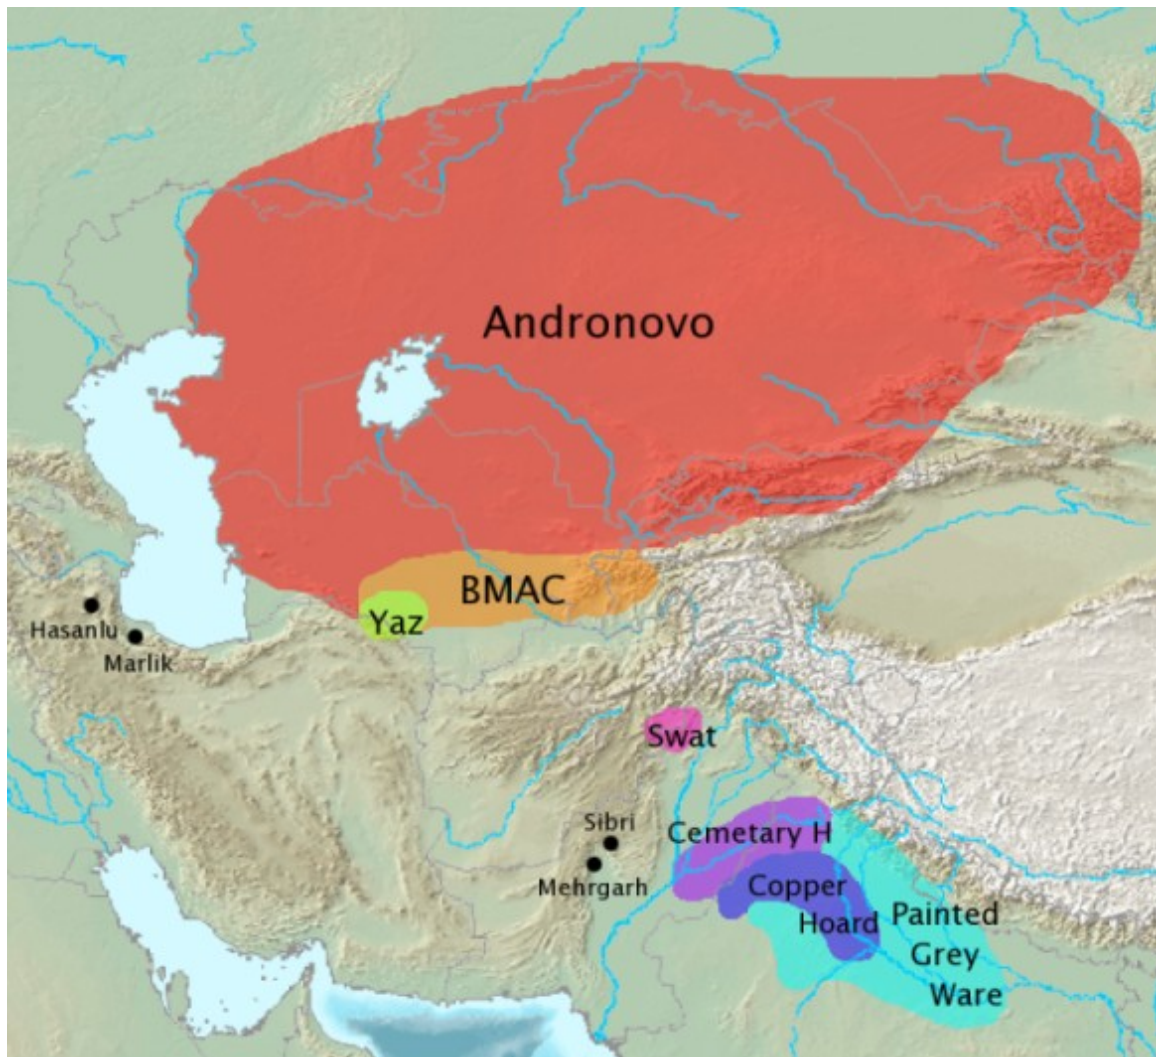 Andronovo
BMAC
Yaz
Hasanlu
Marlik
Swat
Sibri
Mehrgarh
Cemetary H
Copper
Hoard
Painted
Grey
Ware